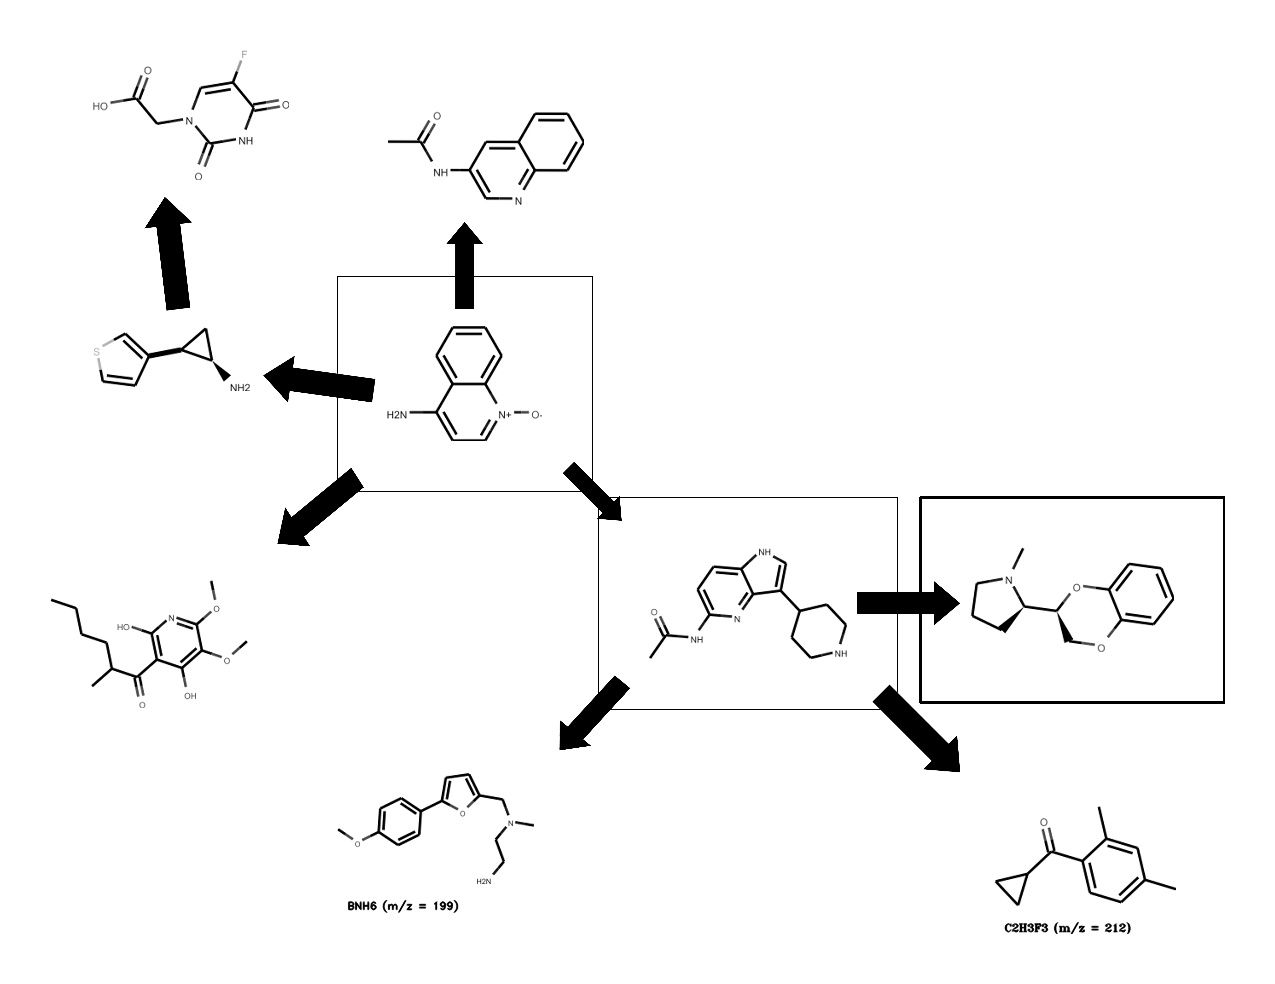 F
O
HO
N
O
NH
O
O
NH
N
S
NH2
H2N
N+
O-
NH
O
NH
N
NH
N
O
O
HO
N
O
O
OH
O
O
O
N
H2N
BNH6 (m/z = 199)
O
C2H3F3 (m/z = 212)